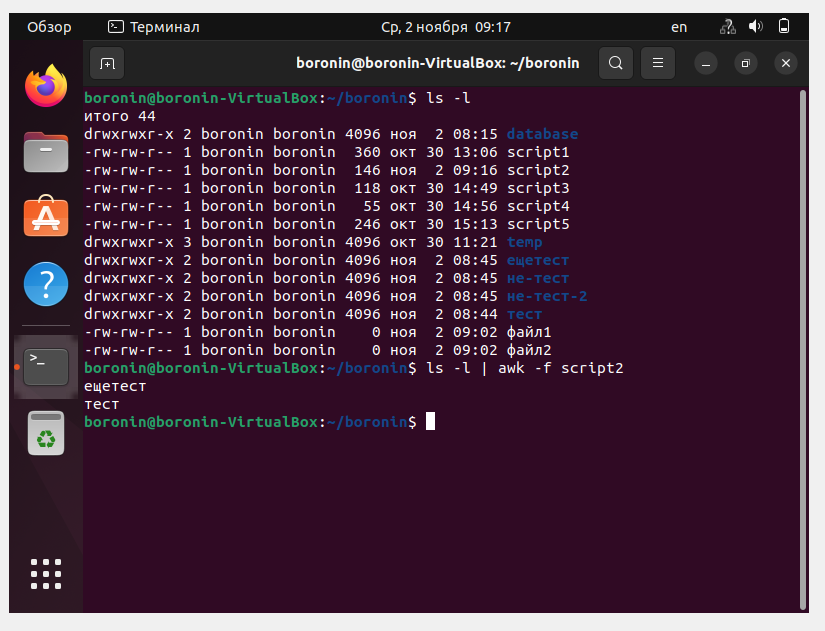 Обзор Терминал Ср, 2 ноября 09:17 en
boronin@boronin-VirtualBox: ~/boronin
boronin@boronin-VirtualBox:~/boronin$ ls -l
итого 44
drwxrwxr-x 2 boronin boronin 4096 ноя  2 08:15 database
-rw-rw-r-- 1 boronin boronin  360 окт 30 13:06 script1
-rw-rw-r-- 1 boronin boronin  146 ноя  2 09:16 script2
-rw-rw-r-- 1 boronin boronin  118 окт 30 14:49 script3
-rw-rw-r-- 1 boronin boronin   55 окт 30 14:56 script4
-rw-rw-r-- 1 boronin boronin  246 окт 30 15:13 script5
drwxrwxr-x 3 boronin boronin 4096 окт 30 11:21 temp
drwxrwxr-x 2 boronin boronin 4096 ноя  2 08:45 ещетест
drwxrwxr-x 2 boronin boronin 4096 ноя  2 08:45 не-тест
drwxrwxr-x 2 boronin boronin 4096 ноя  2 08:45 не-тест-2
drwxrwxr-x 2 boronin boronin 4096 ноя  2 08:44 тест
-rw-rw-r-- 1 boronin boronin    0 ноя  2 09:02 файл1
-rw-rw-r-- 1 boronin boronin    0 ноя  2 09:02 файл2
boronin@boronin-VirtualBox:~/boronin$ ls -l | awk -f script2
ещетест
тест
boronin@boronin-VirtualBox:~/boronin$